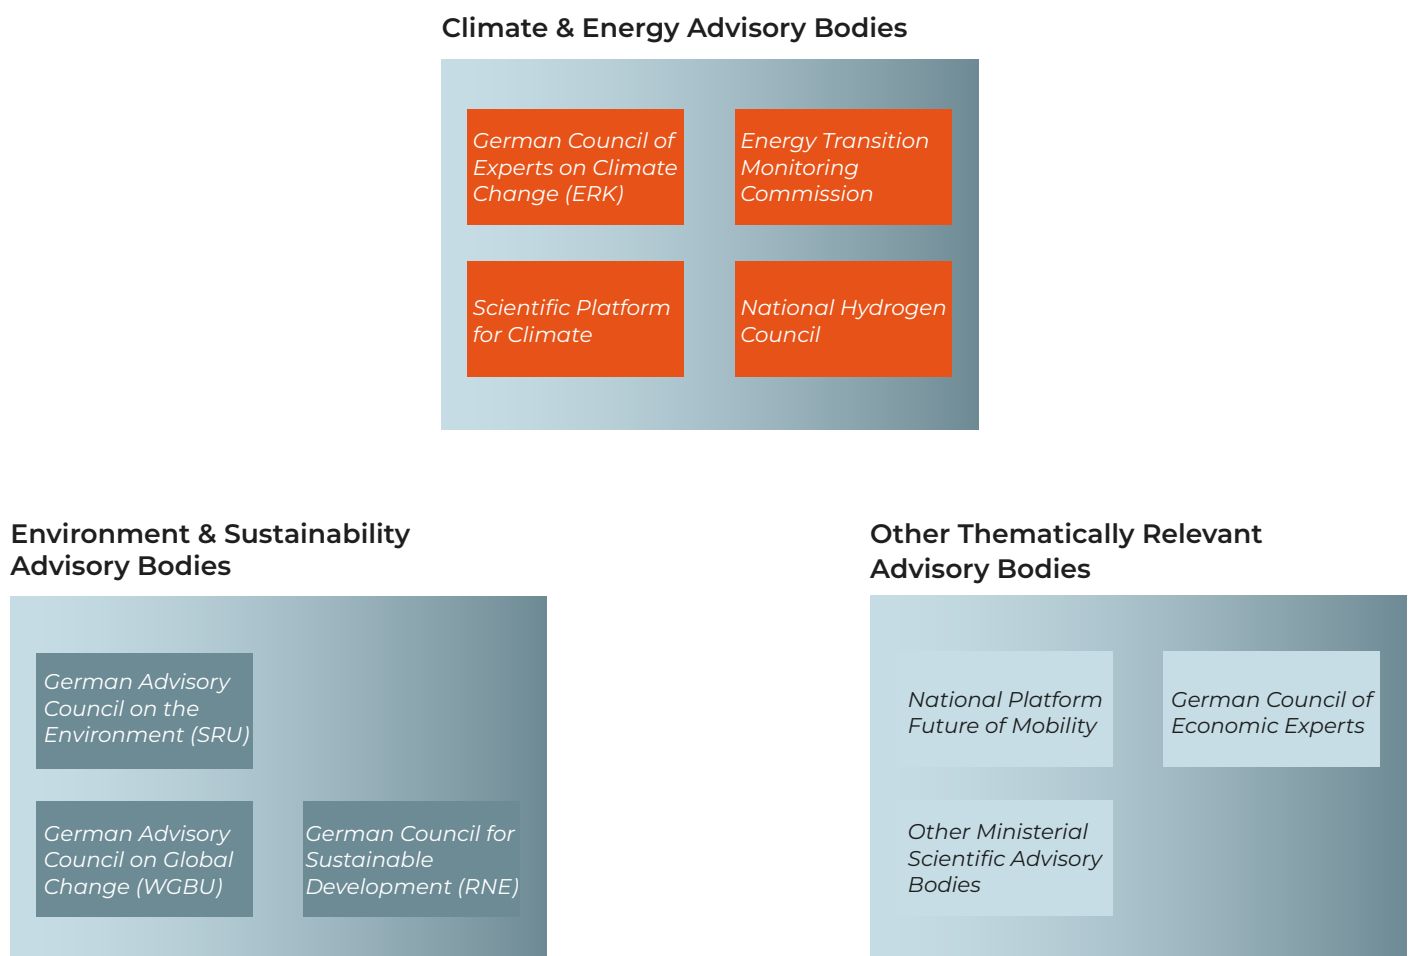 Climate & Energy Advisory Bodies
German Council of
Experts on Climate
Change (ERK)
Energy Transition
Monitoring
Commission
Scientific Platform
for Climate
National Hydrogen
Council
Environment & Sustainability
Advisory Bodies
German Advisory
Council on the
Environment (SRU)
German Advisory
Council on Global
Change (WGBU)
German Council for
Sustainable
Development (RNE)
Other Thematically Relevant
Advisory Bodies
National Platform
Future of Mobility
German Council of
Economic Experts
Other Ministerial
Scientific Advisory
Bodies